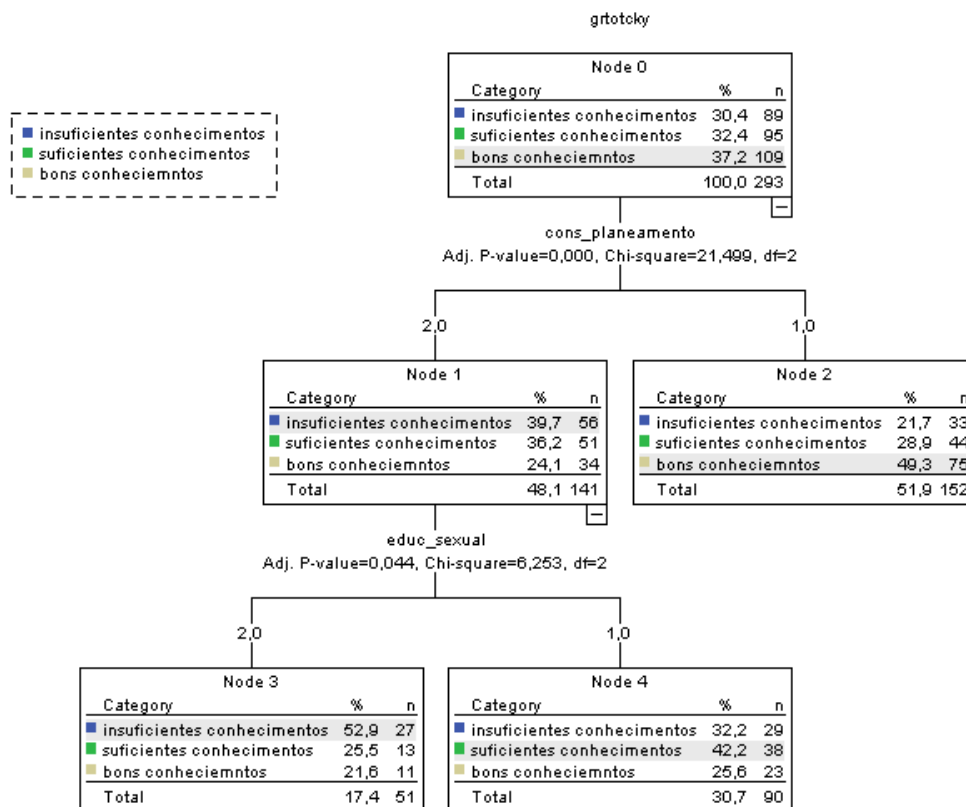 grtotcky
insuficientes conhecimentos
suficientes conhecimentos
bons conheciemntos
Node 0
Category % n
insuficientes conhecimentos 30,4 89
suficientes conhecimentos 32,4 95
bons conheciemntos 37,2 109
Total 100,0 293
cons_planeamento
Adj. P-value=0,000, Chi-square=21,499, df=2
2,0
1,0
Node 1
Category % n
insuficientes conhecimentos 39,7 56
suficientes conhecimentos 36,2 51
bons conheciemntos 24,1 34
Total 48,1 141
Node 2
Category % n
insuficientes conhecimentos 21,7 33
suficientes conhecimentos 28,9 44
bons conheciemntos 49,3 75
Total 51,9 152
educ_sexual
Adj. P-value=0,044, Chi-square=6,253, df=2
2,0
1,0
Node 3
Category % n
insuficientes conhecimentos 52,9 27
suficientes conhecimentos 25,5 13
bons conheciemntos 21,6 11
Total 17,4 51
Node 4
Category % n
insuficientes conhecimentos 32,2 29
suficientes conhecimentos 42,2 38
bons conheciemntos 25,6 23
Total 30,7 90